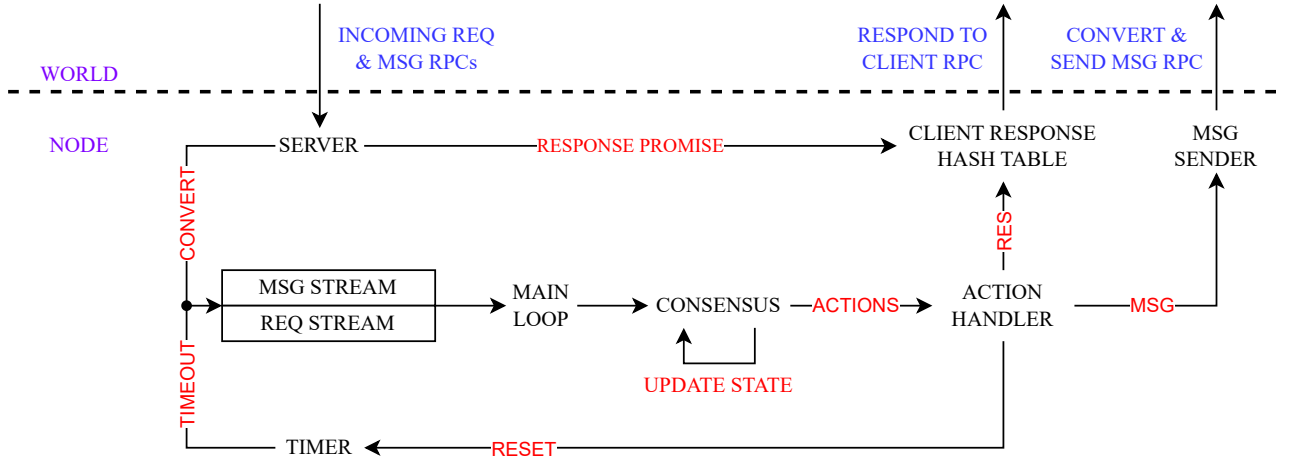 INCOMING REQ
& MSG RPCs
RESPOND TO
CLIENT RPC
CONVERT &
SEND MSG RPC
WORLD
NODE
SERVER
RESPONSE PROMISE
CLIENT RESPONSE
HASH TABLE
MSG
SENDER
CONVERT
RES
MSG STREAM
REQ STREAM
MAIN
LOOP
CONSENSUS
ACTIONS
ACTION
HANDLER
MSG
UPDATE STATE
TIMEOUT
TIMER
RESET